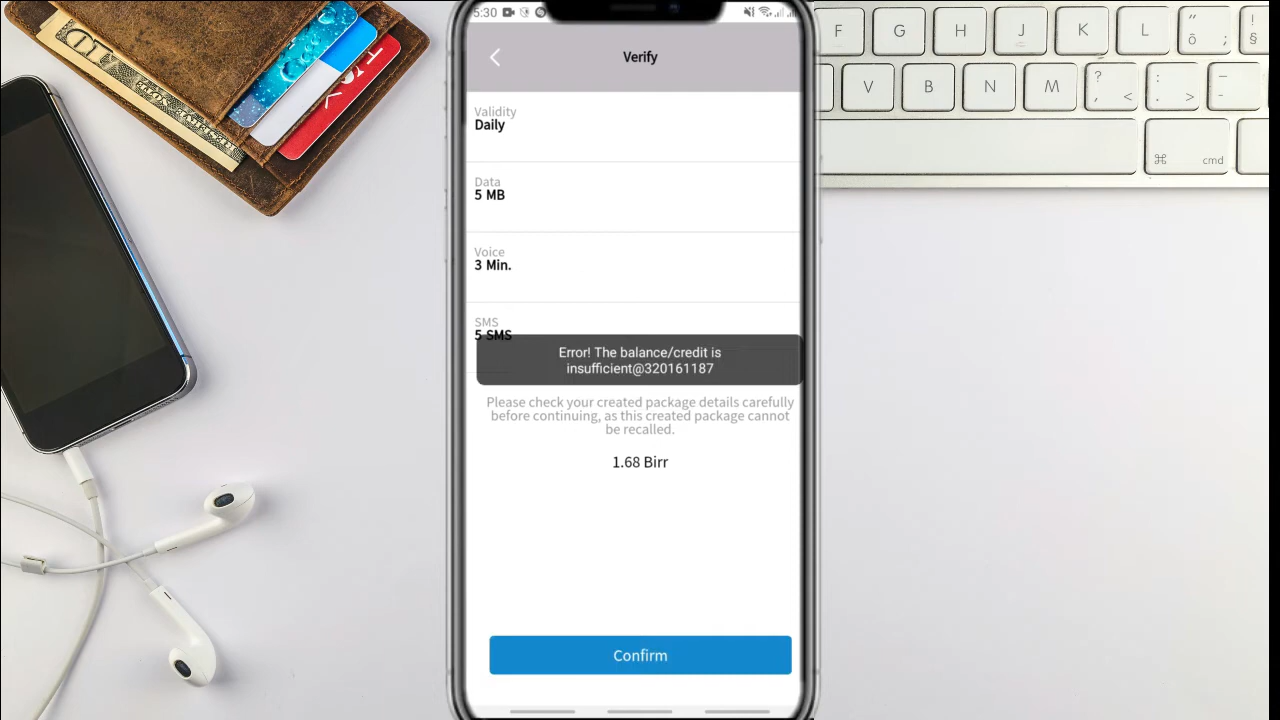 5:30
Verify
Validity
Daily
Data
5 MB
Voice
3 Min.
SMS
5 SMS
Error! The balance/credit is
insufficient@320161187
Please check your created package details carefully
before continuing, as this created package cannot
be recalled.
1.68 Birr
Confirm
F G H J K L " õ ; ! §
V B N M ? , < : . > _ -
⌘ cmd